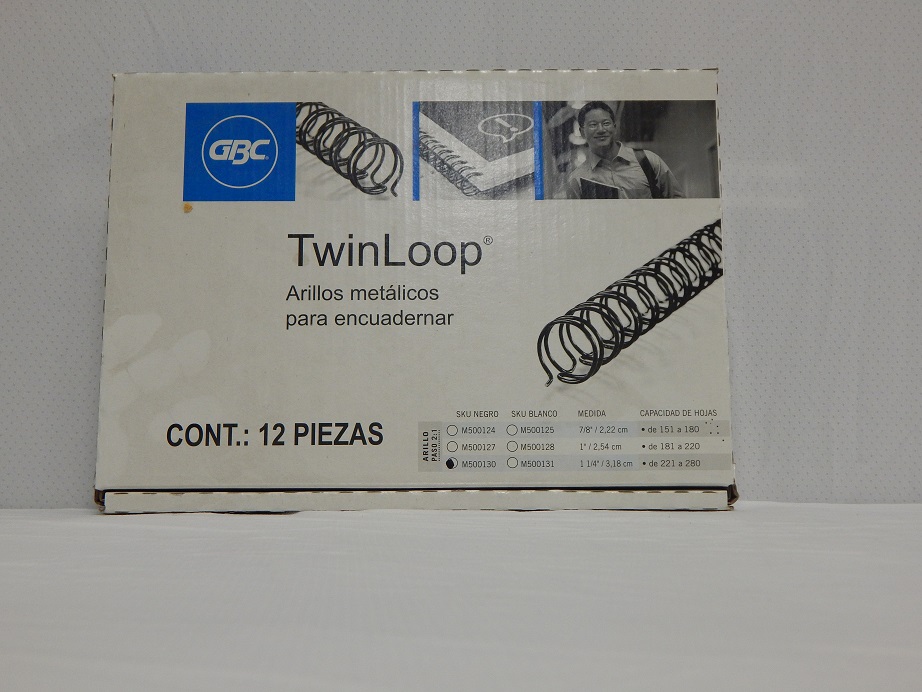 GBC
TwinLoop®
Arillos metálicos
para encuadernar
CONT.: 12 PIEZAS
SKU NEGRO SKU BLANCO MEDIDA CAPACIDAD DE HOJAS
ARILLO
PASO 2:1
M500124 M500125 7/8" / 2,22 cm • de 151 a 180
M500127 M500128 1" / 2,54 cm • de 181 a 220
M500130 M500131 1 1/4" / 3,18 cm • de 221 a 280